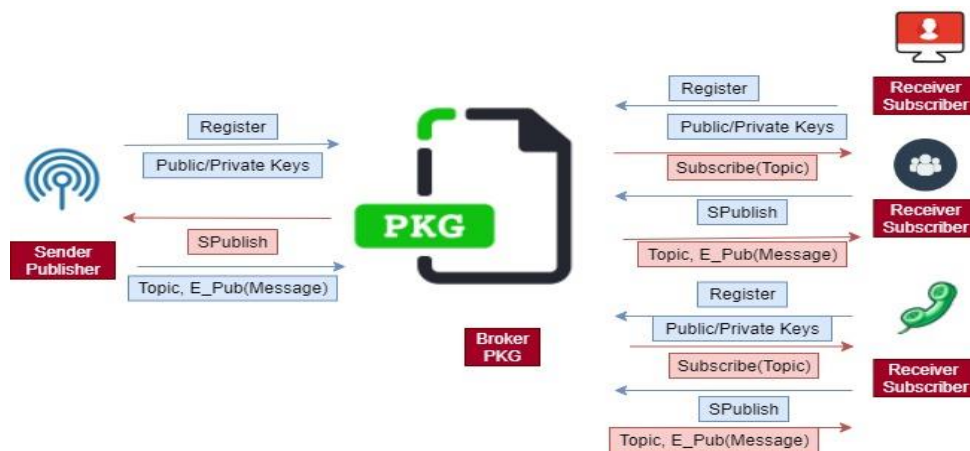 Register
Public/Private Keys
SPublish
Topic, E_Pub(Message)
Sender
Publisher
PKG
Broker
PKG
Register
Public/Private Keys
Subscribe(Topic)
SPublish
Topic, E_Pub(Message)
Register
Public/Private Keys
Subscribe(Topic)
SPublish
Topic, E_Pub(Message)
Receiver
Subscriber
Receiver
Subscriber
Receiver
Subscriber